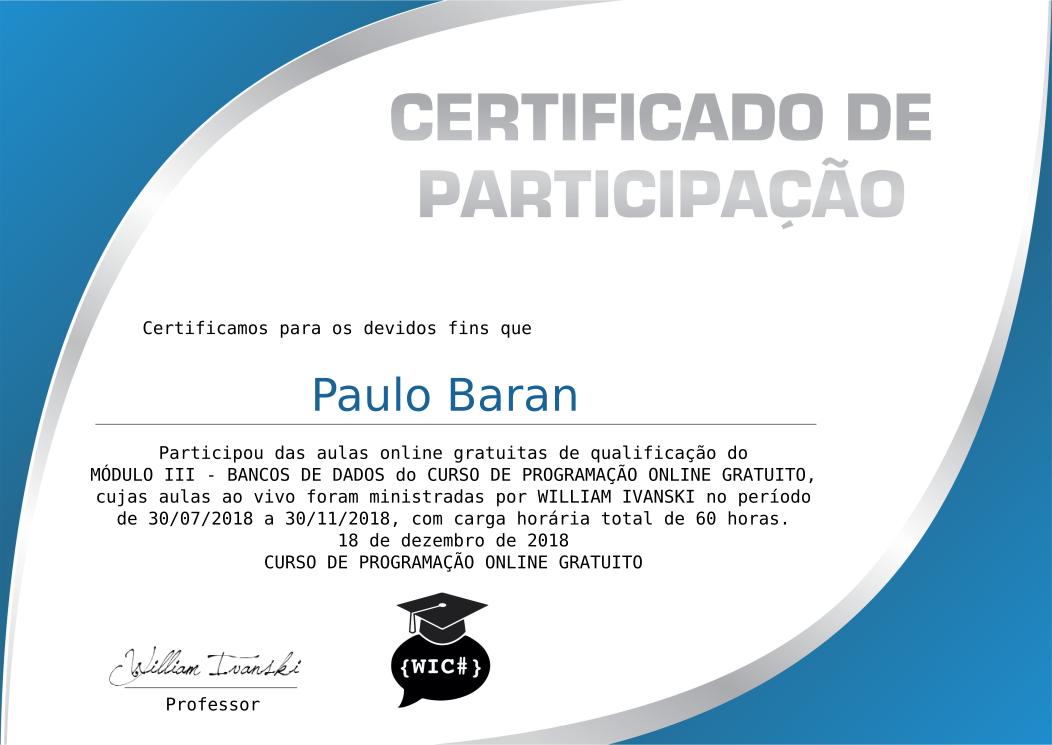 CERTIFICADO DE
PARTICIPAÇÃO
Certificamos para os devidos fins que
Paulo Baran
Participou das aulas online gratuitas de qualificação do
MÓDULO III - BANCOS DE DADOS do CURSO DE PROGRAMAÇÃO ONLINE GRATUITO,
cujas aulas ao vivo foram ministradas por WILLIAM IVANSKI no período
de 30/07/2018 a 30/11/2018, com carga horária total de 60 horas.
18 de dezembro de 2018
CURSO DE PROGRAMAÇÃO ONLINE GRATUITO
William Ivanski
{WIC#}
Professor